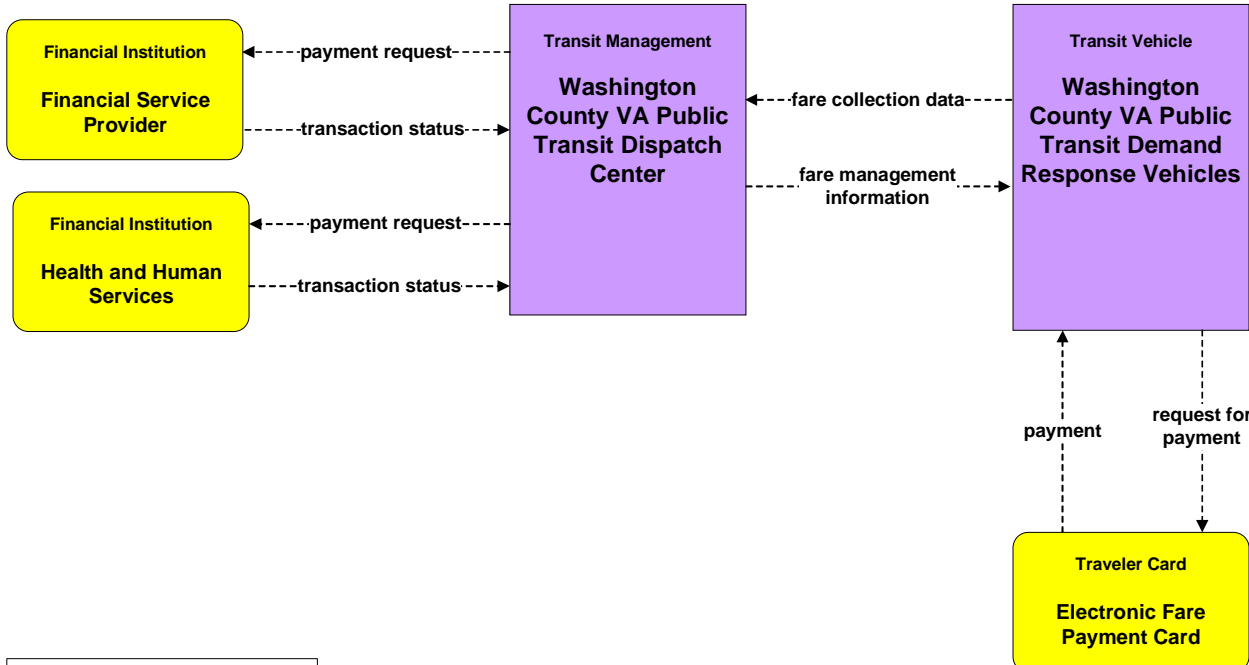 Financial Institution
Financial Service
Provider
payment request
transaction status
Financial Institution
Health and Human
Services
payment request
transaction status
Transit Management
Washington
County VA Public
Transit Dispatch
Center
fare collection data
fare management
information
Transit Vehicle
Washington
County VA Public
Transit Demand
Response Vehicles
payment
request for
payment
Traveler Card
Electronic Fare
Payment Card